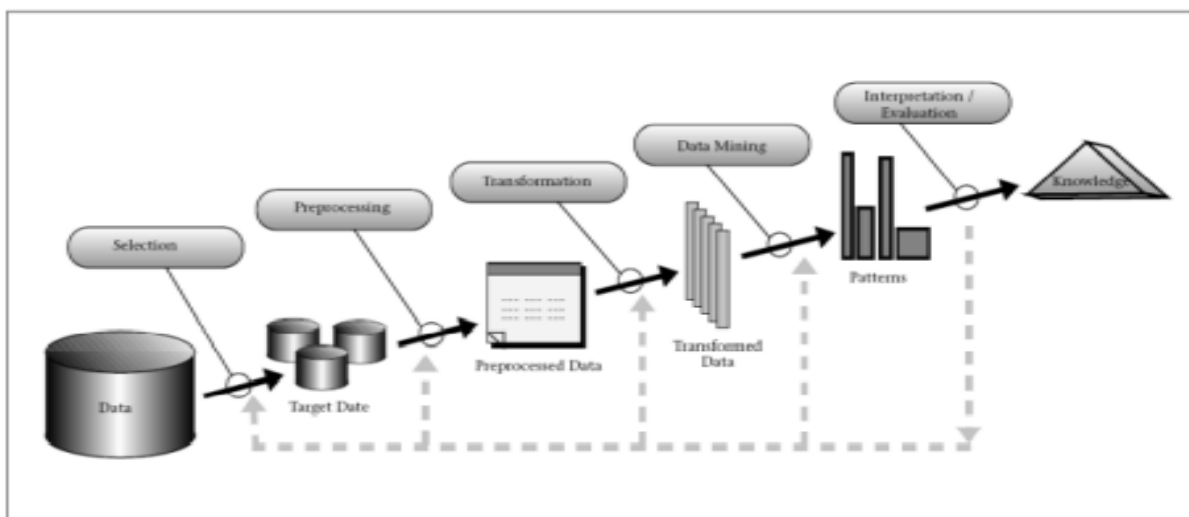 Interpretation /
Evaluation
Data Mining
Transformation
Preprocessing
Selection
Knowledge
Patterns
Transformed
Data
Preprocessed Data
Target Date
Data